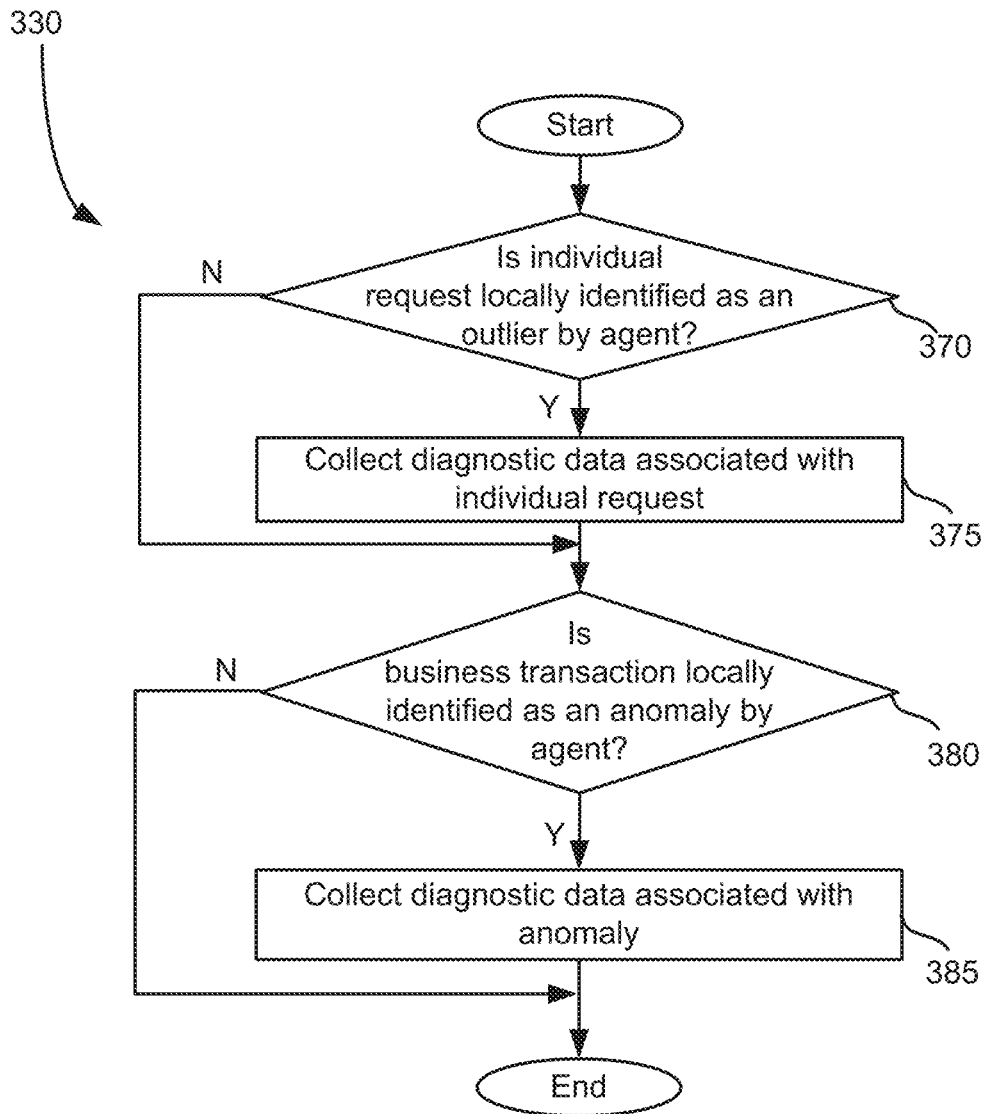 330
Start
Is individual
request locally identified as an
outlier by agent?
N
370
Y
Collect diagnostic data associated with
individual request
375
Is
business transaction locally
identified as an anomaly by
agent?
N
380
Y
Collect diagnostic data associated with
anomaly
385
End